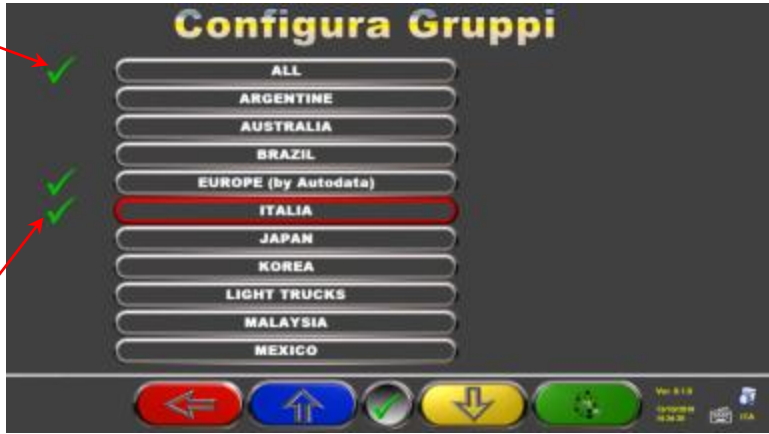 Configura Gruppi
ALL
ARGENTINE
AUSTRALIA
BRAZIL
EUROPE (by Autodata)
ITALIA
JAPAN
KOREA
LIGHT TRUCKS
MALAYSIA
MEXICO
ITA